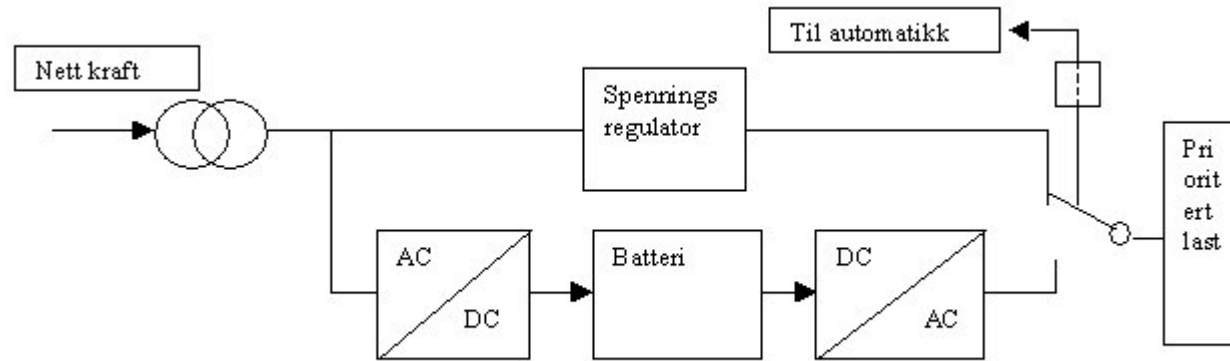 Til automatikk
Nett kraft
Spennings
regulator
Pri
orit
ert
last
AC
DC
Batteri
DC
AC